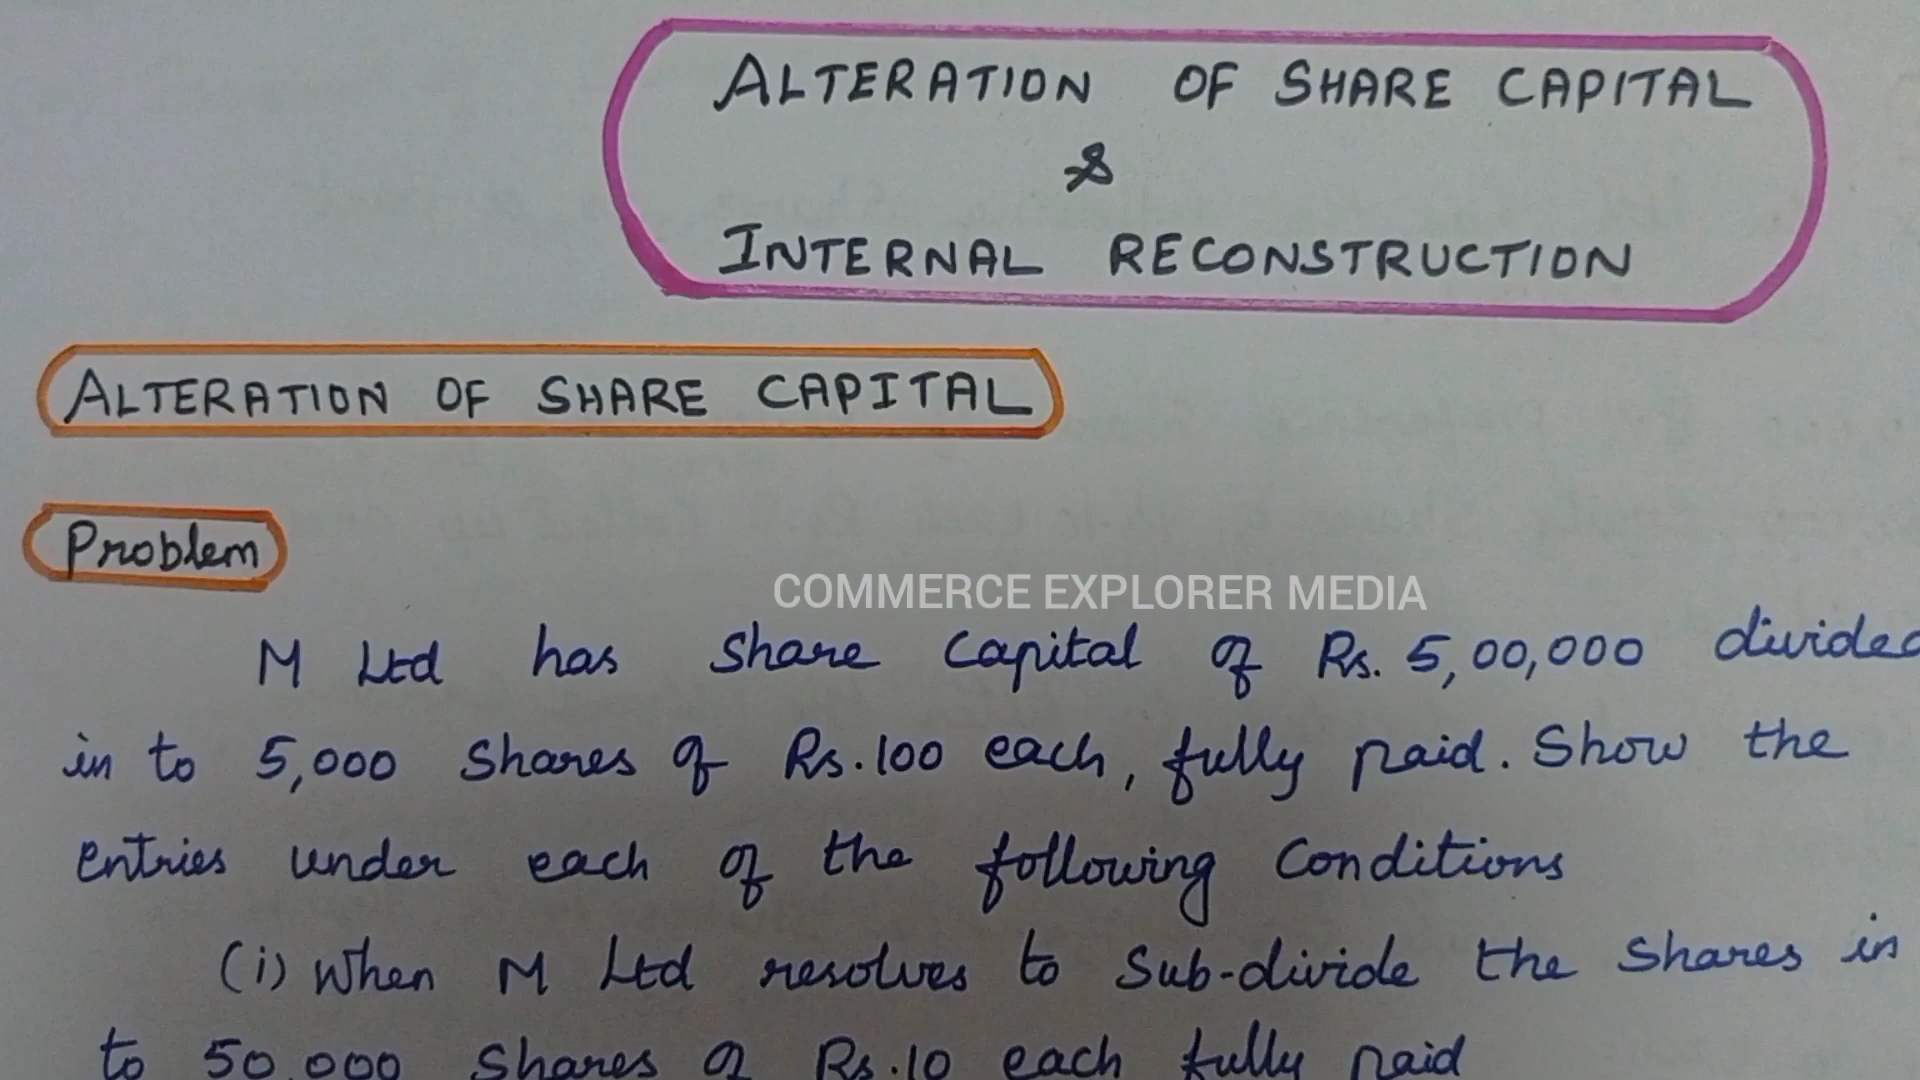 ALTERATION OF SHARE CAPITAL
&
INTERNAL RECONSTRUCTION
ALTERATION OF SHARE CAPITAL
Problem
COMMERCE EXPLORER MEDIA
M Ltd has Share Capital of Rs. 5,00,000 divided
in to 5,000 Shares of Rs.100 each, fully paid. Show the
entries under each of the following Conditions
(i) When M Ltd resolves to Sub-divide the Shares in
to 50,000 Shares of Rs.10 each fully paid